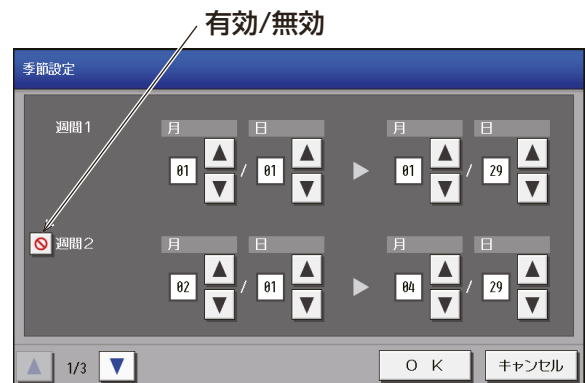 有効/無効
季節設定
週間1
月 日 月 日
01 / 01 01 / 29
週間2
月 日 月 日
02 / 01 04 / 29
1/3 OK キャンセル